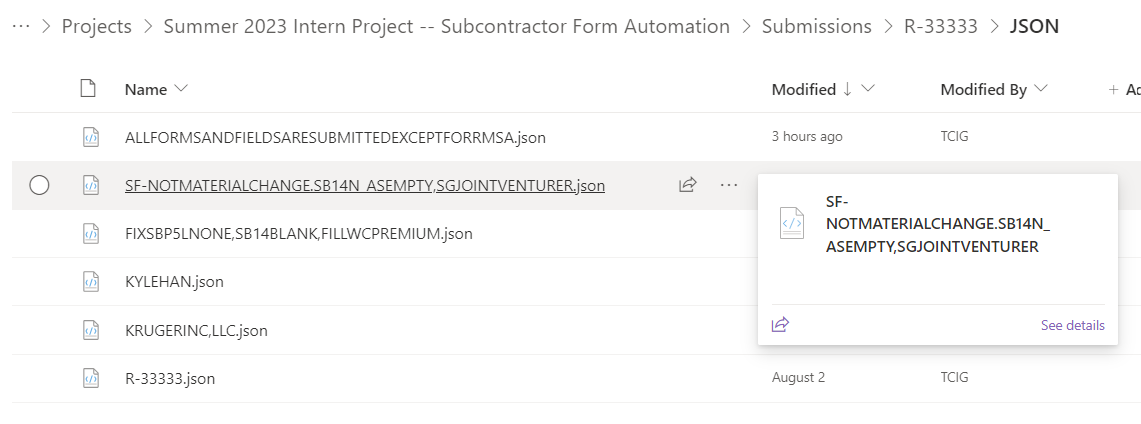 ··· > Projects > Summer 2023 Intern Project -- Subcontractor Form Automation > Submissions > R-33333 > JSON
Name Modified Modified By + Ad
ALLFORMSANDFIELDSARESUBMITTEDEXCEPTFORRMSA.json 3 hours ago TCIG
SF-NOTMATERIALCHANGE.SB14N_ASEMPTY,SGJOINTVENTURER.json
SF-
NOTMATERIALCHANGE.SB14N_
ASEMPTY,SGJOINTVENTURER
FIXSBP5LNONE,SB14BLANK,FILLWCPREMIUM.json
KYLEHAN.json
KRUGERINC,LLC.json
See details
R-33333.json August 2 TCIG